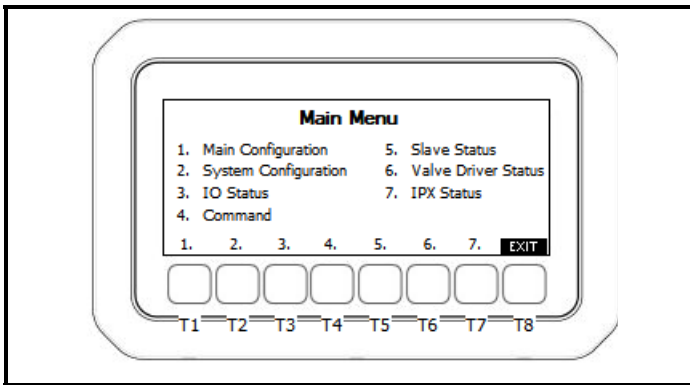 Main Menu
1. Main Configuration 5. Slave Status
2. System Configuration 6. Valve Driver Status
3. IO Status 7. IPX Status
4. Command
1. 2. 3. 4. 5. 6. 7. EXIT
T1 T2 T3 T4 T5 T6 T7 T8